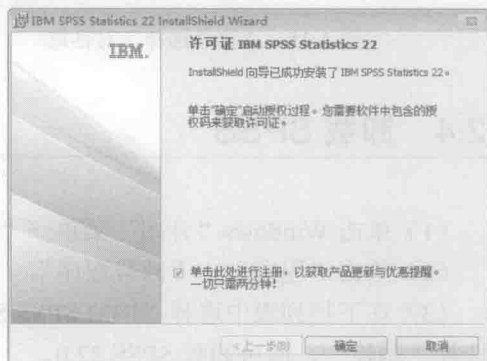 IBM SPSS Statistics 22 InstallShield Wizard
IBM.
许可证 IBM SPSS Statistics 22
InstallShield 向导已成功安装了 IBM SPSS Statistics 22。
单击"确定"启动授权过程。您需要软件中包含的授
权码来获取许可证。
单击此处进行注册，以获取产品更新与优惠提醒。
一切只需两分钟！
<上一步(B)
确定
取消